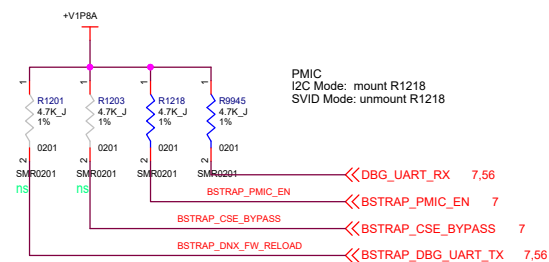 +V1P8A
PMIC
I2C Mode: mount R1218
SVID Mode: unmount R1218
1
R1201
4.7K_J
1%
0201
2
SMR0201
ns
1
R1203
4.7K_J
1%
0201
2
SMR0201
ns
1
R1218
4.7K_J
1%
0201
2
SMR0201
1
R9945
4.7K_J
1%
0201
2
SMR0201
DBG_UART_RX 7,56
BSTRAP_PMIC_EN
BSTRAP_PMIC_EN 7
BSTRAP_CSE_BYPASS
BSTRAP_CSE_BYPASS 7
BSTRAP_DNX_FW_RELOAD
BSTRAP_DBG_UART_TX 7,56